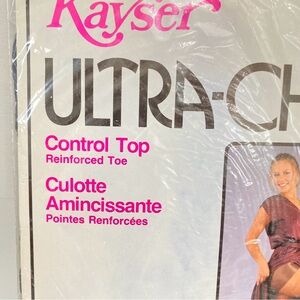 Kayser
ULTRA-CH
Control Top
Reinforced Toe
Culotte
Amincissante
Pointes Renforcées